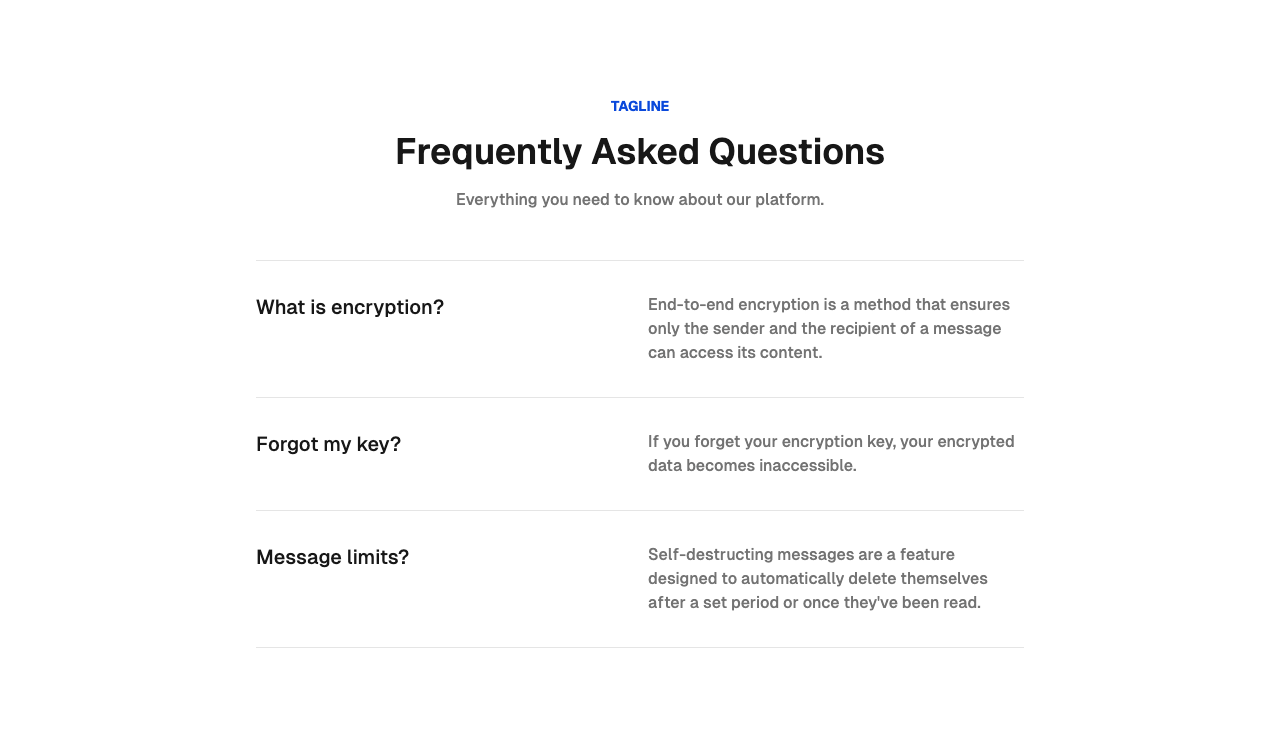 TAGLINE
Frequently Asked Questions
Everything you need to know about our platform.
What is encryption?
End-to-end encryption is a method that ensures
only the sender and the recipient of a message
can access its content.
Forgot my key?
If you forget your encryption key, your encrypted
data becomes inaccessible.
Message limits?
Self-destructing messages are a feature
designed to automatically delete themselves
after a set period or once they've been read.